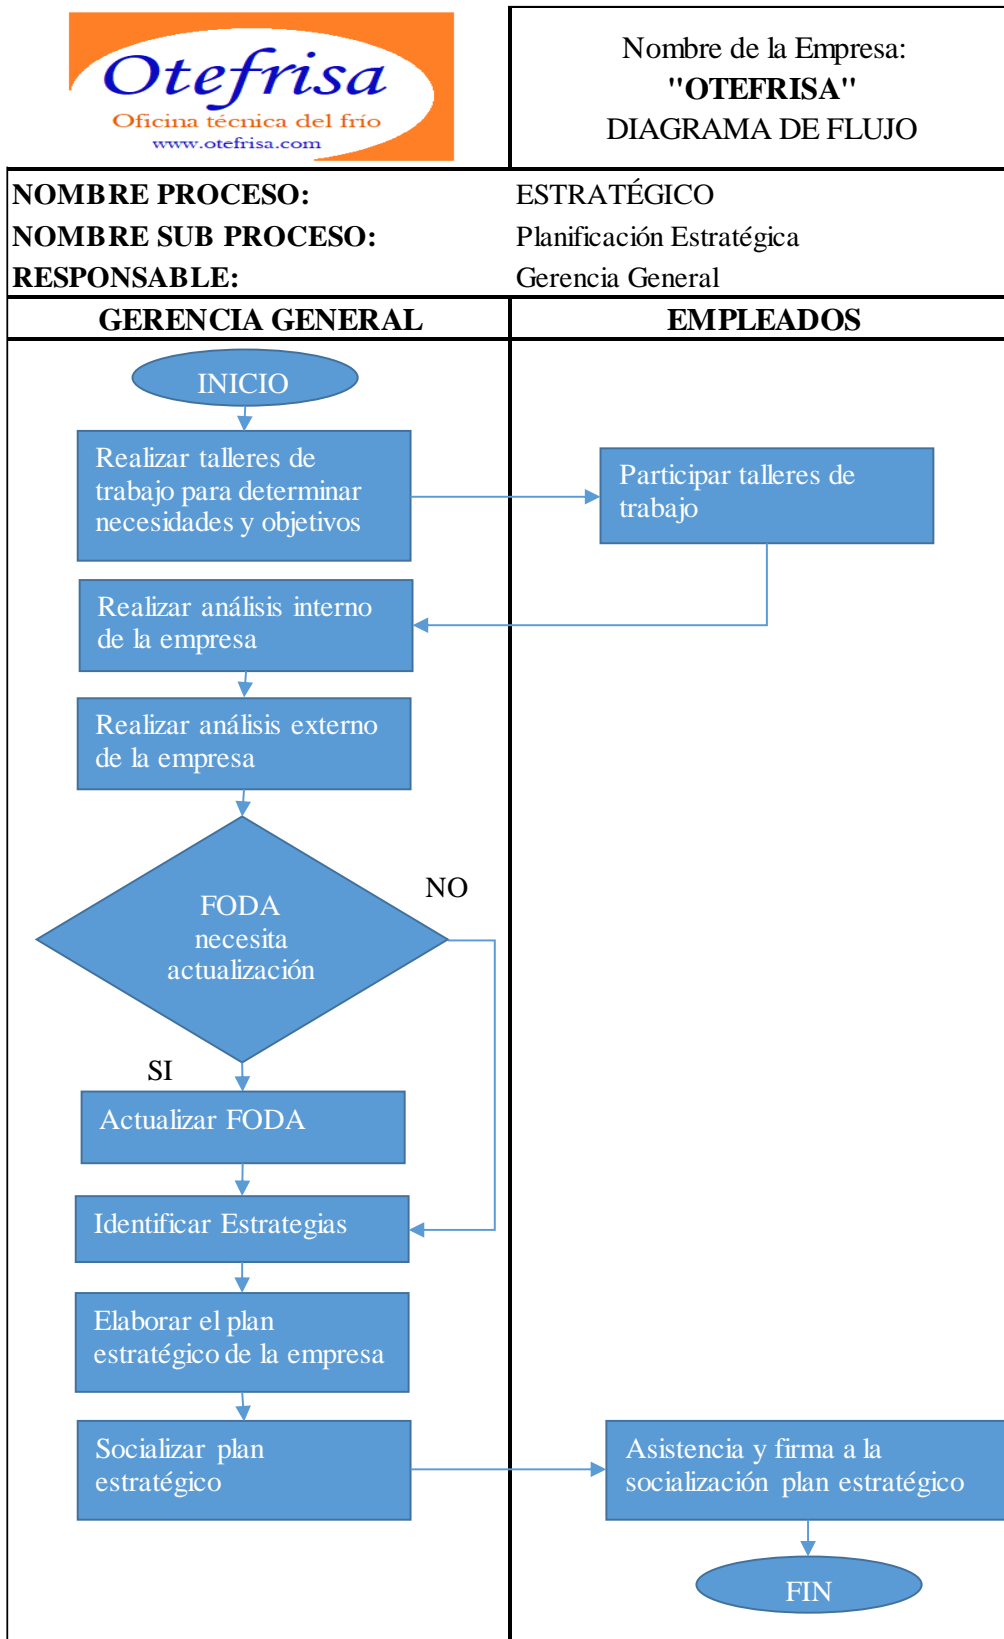 Otefrisa
Oficina técnica del frío
www.otefrisa.com
Nombre de la Empresa:
"OTEFRISA"
DIAGRAMA DE FLUJO
NOMBRE PROCESO: ESTRATÉGICO
NOMBRE SUB PROCESO: Planificación Estratégica
RESPONSABLE: Gerencia General
GERENCIA GENERAL
EMPLEADOS
INICIO
Realizar talleres de
trabajo para determinar
necesidades y objetivos
Participar talleres de
trabajo
Realizar análisis interno
de la empresa
Realizar análisis externo
de la empresa
FODA
necesita
actualización
NO
SI
Actualizar FODA
Identificar Estrategias
Elaborar el plan
estratégico de la empresa
Socializar plan
estratégico
Asistencia y firma a la
socialización plan estratégico
FIN